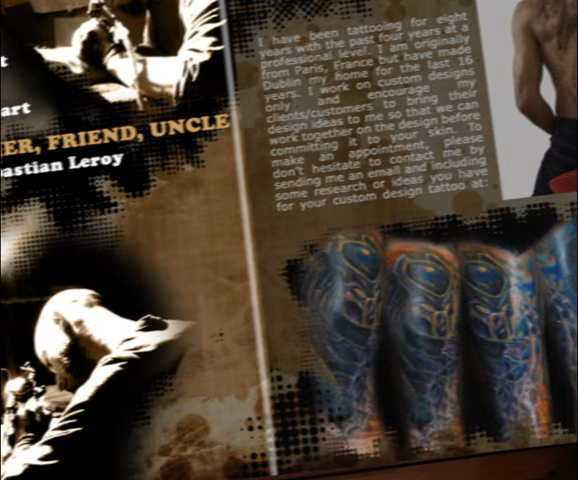 t
art
ER, FRIEND, UNCLE
bastian Leroy
I have been tattooing for eight
years with the past four years at a
professional level. I am originally
from Paris, France but have made
Dublin my home for the last 16
years. I work on custom designs
only and encourage my
clients/customers to bring their
design ideas to me so that we can
work together on the design before
committing it to your skin. To
make an appointment, please
don't hesitate to contact me by
sending me an email and including
some research or ideas you have
for your custom design tattoo at: